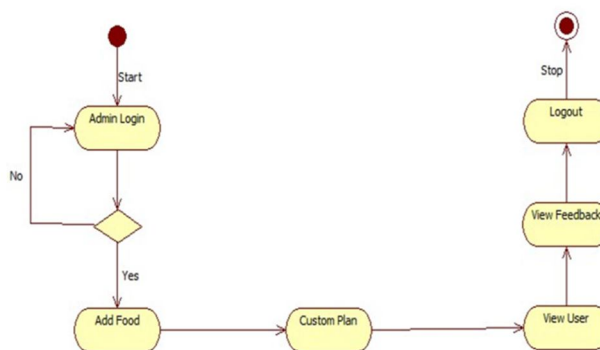 Start
Admin Login
No
Yes
Add Food
Custom Plan
View User
View Feedback
Logout
Stop